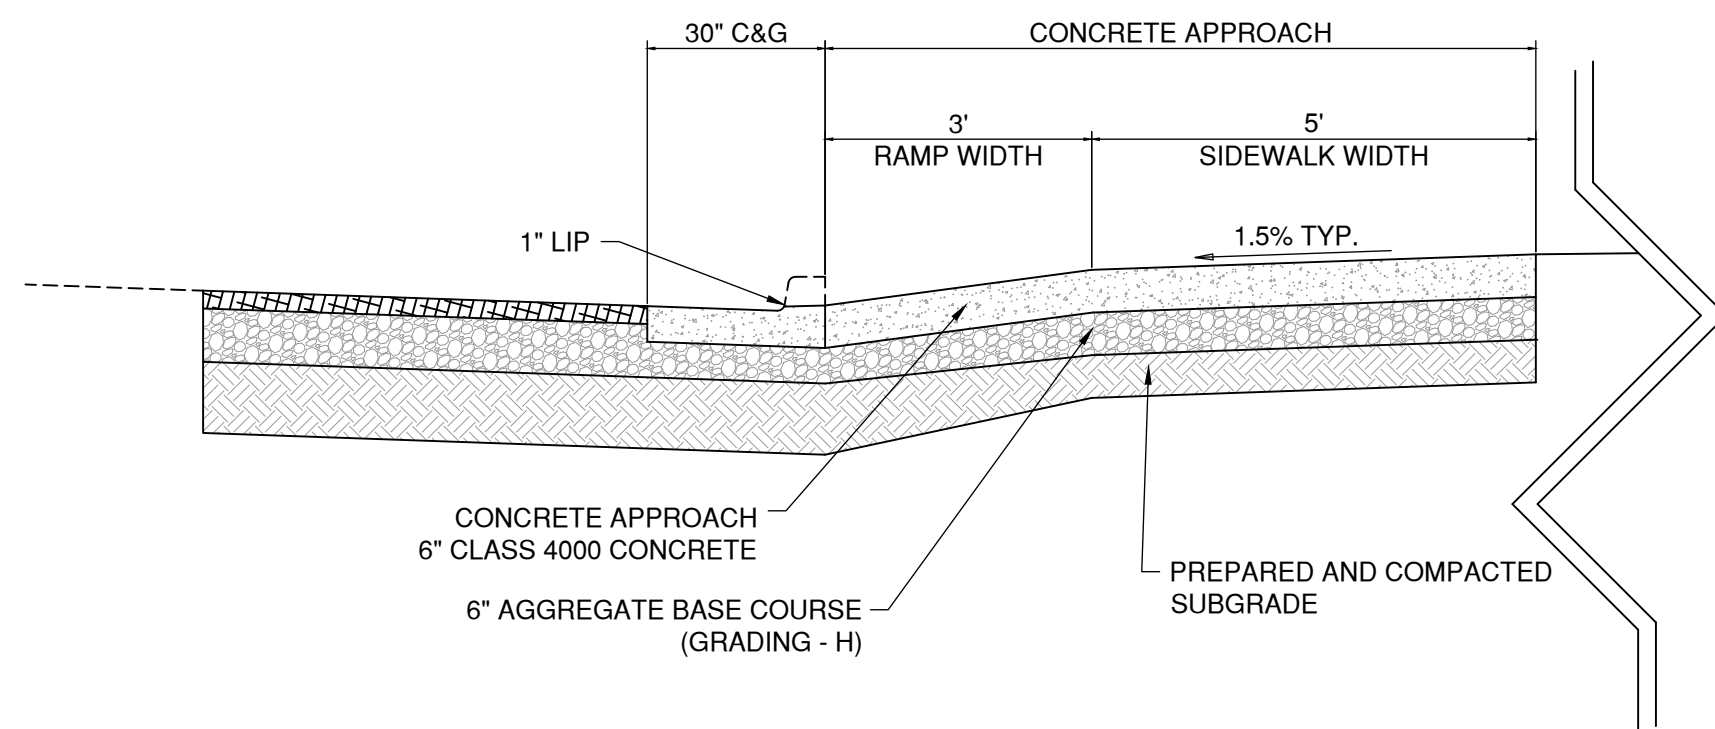 30" C&G
CONCRETE APPROACH
3'
RAMP WIDTH
5'
SIDEWALK WIDTH
1" LIP
1.5% TYP.
CONCRETE APPROACH
6" CLASS 4000 CONCRETE
6" AGGREGATE BASE COURSE
(GRADING - H)
PREPARED AND COMPACTED
SUBGRADE